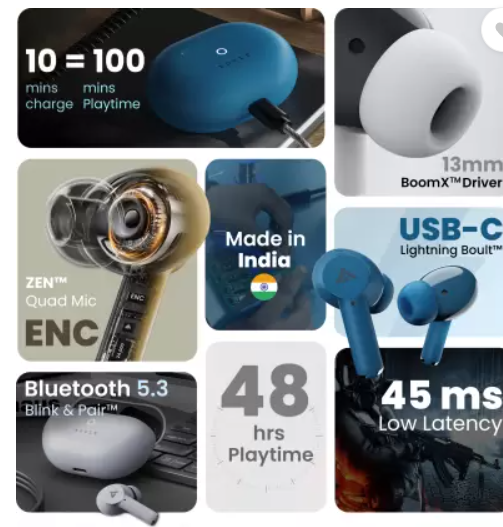 10 = 100
mins mins
charge Playtime
13mm
BoomX™Driver
ZEN™
Quad Mic
ENC
ENC
Made in
India
USB-C
Lightning Boult™
Bluetooth 5.3
Blink & Pair™
48
hrs
Playtime
45 ms
Low Latency